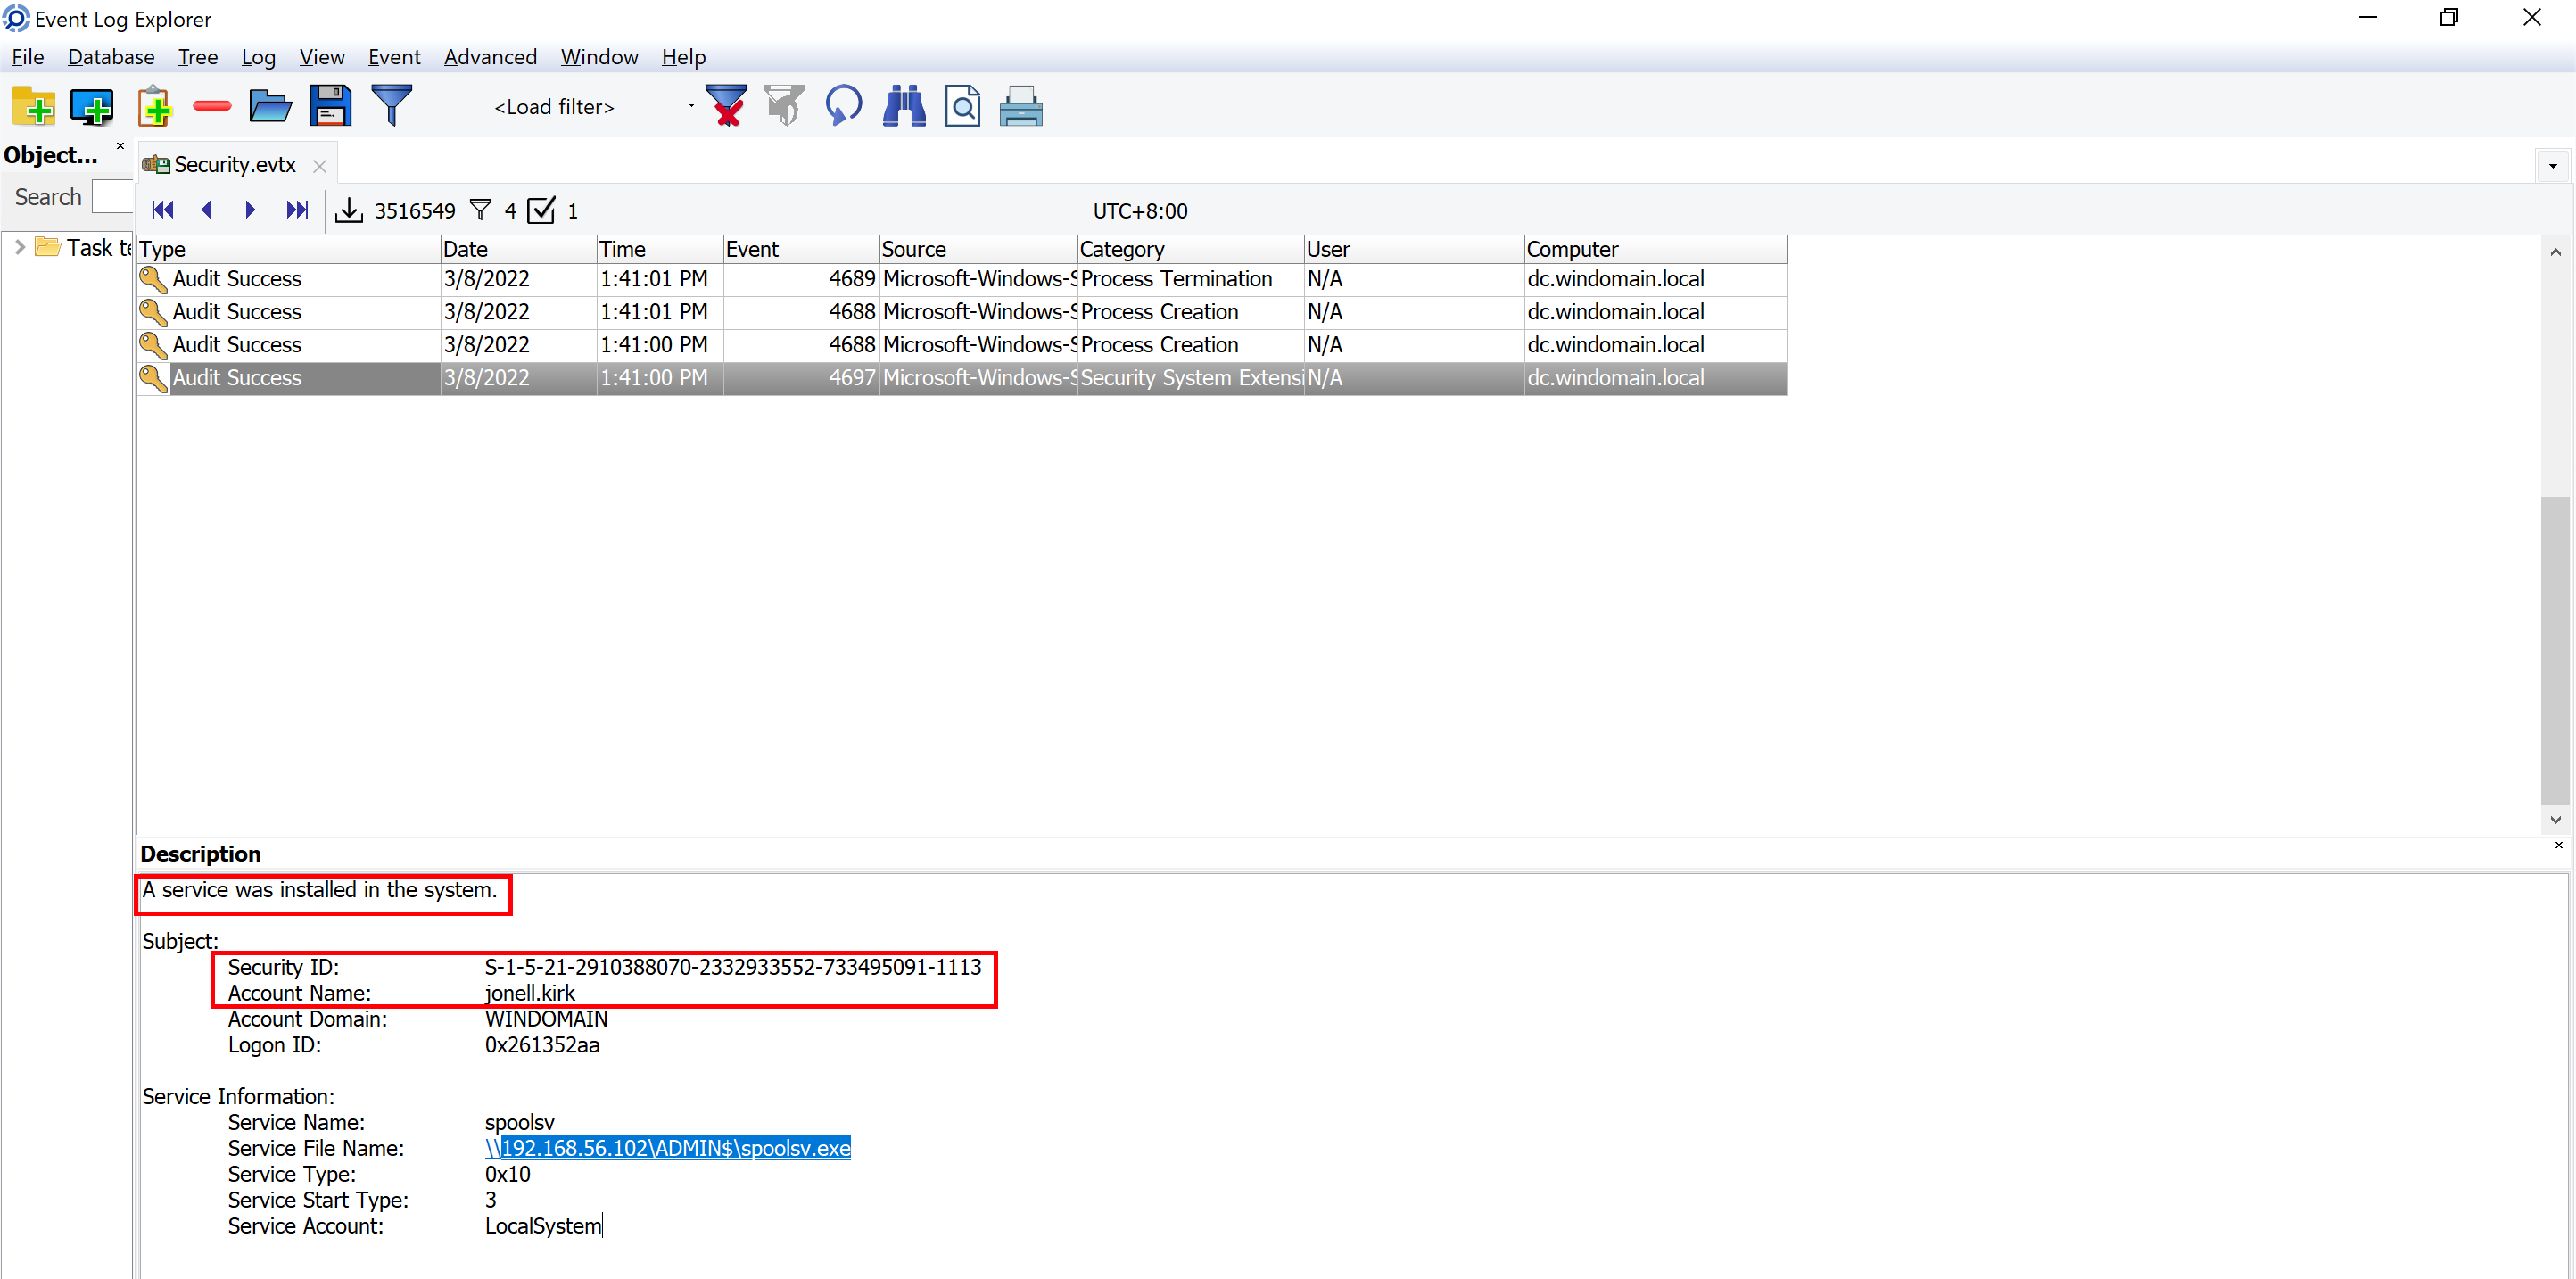 Event Log Explorer
File Database Tree Log View Event Advanced Window Help
<Load filter>
Object...
Security.evtx
Search
3516549 4 1 UTC+8:00
Task te
Type Date Time Event Source Category User Computer
Audit Success 3/8/2022 1:41:01 PM 4689 Microsoft-Windows-S Process Termination N/A dc.windomain.local
Audit Success 3/8/2022 1:41:01 PM 4688 Microsoft-Windows-S Process Creation N/A dc.windomain.local
Audit Success 3/8/2022 1:41:00 PM 4688 Microsoft-Windows-S Process Creation N/A dc.windomain.local
Audit Success 3/8/2022 1:41:00 PM 4697 Microsoft-Windows-S Security System Extensi N/A dc.windomain.local
Description
A service was installed in the system.
Subject:
Security ID: S-1-5-21-2910388070-2332933552-733495091-1113
Account Name: jonell.kirk
Account Domain: WINDOMAIN
Logon ID: 0x261352aa
Service Information:
Service Name: spoolsv
Service File Name: \\192.168.56.102\ADMIN$\spoolsv.exe
Service Type: 0x10
Service Start Type: 3
Service Account: LocalSystem